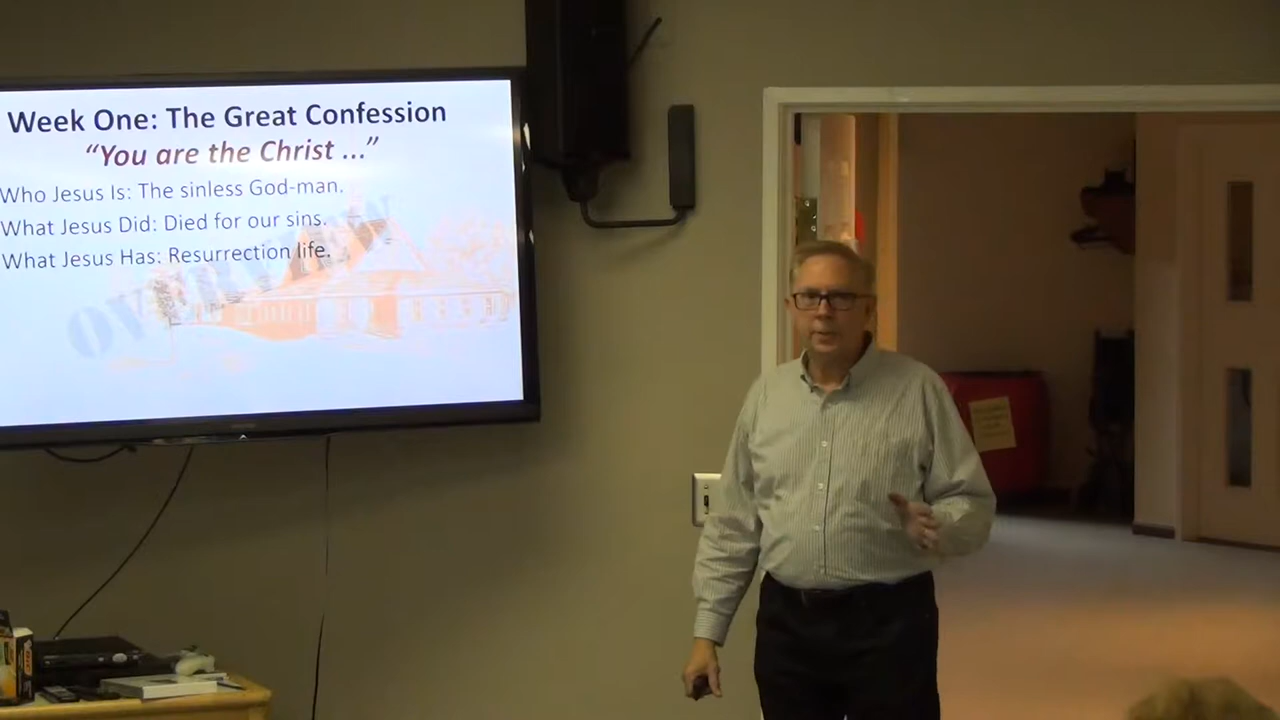 Week One: The Great Confession
“You are the Christ ...”
Who Jesus Is: The sinless God-man.
What Jesus Did: Died for our sins.
What Jesus Has: Resurrection life.
OVERVIEW